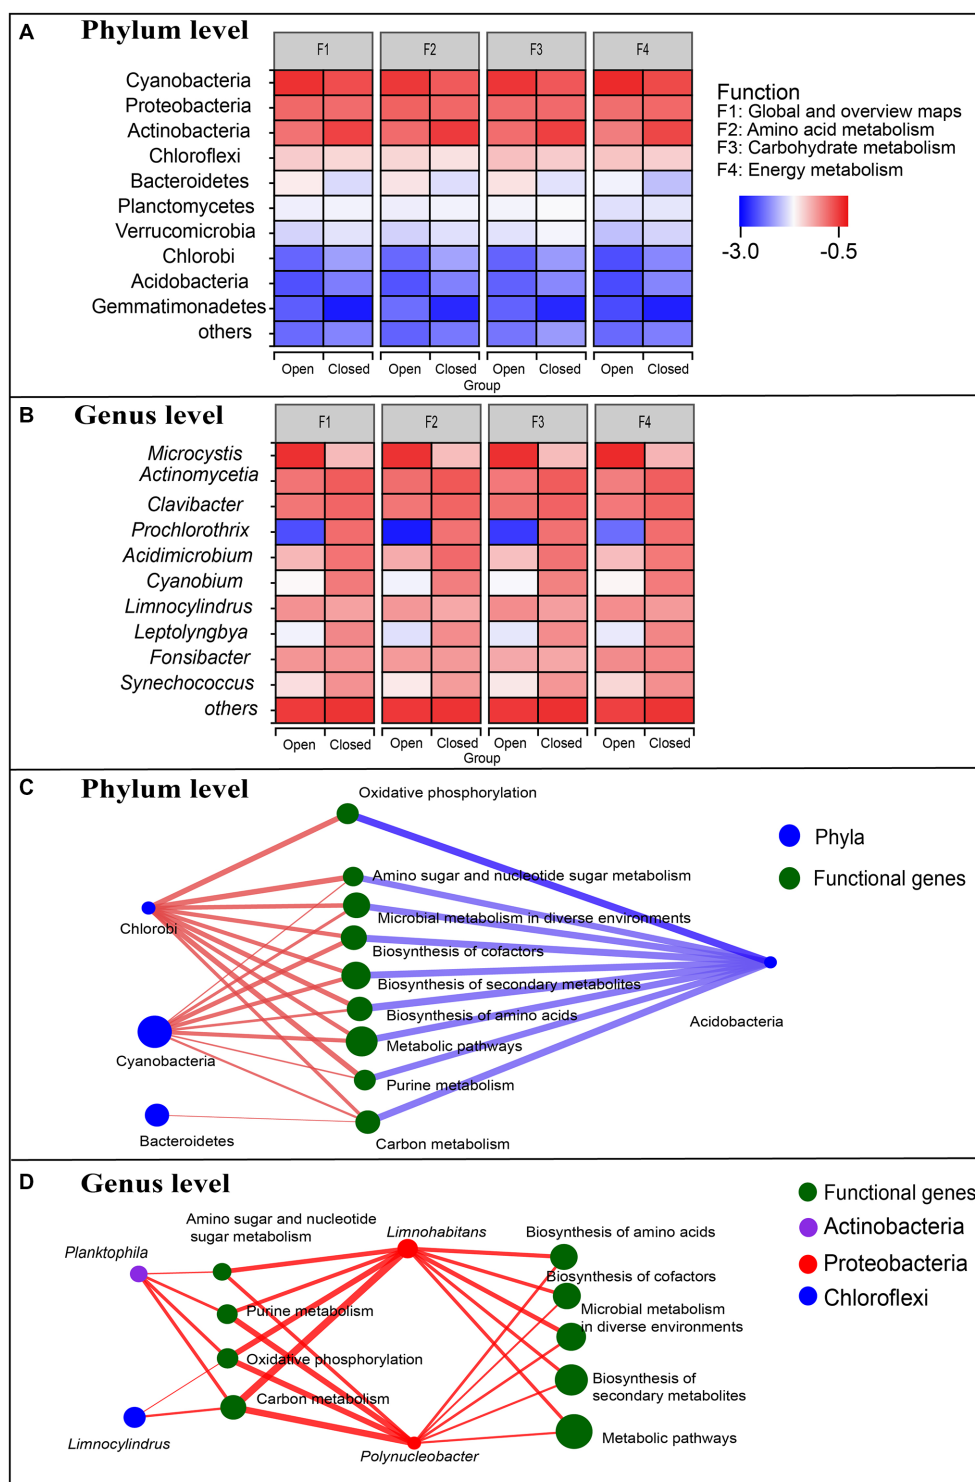 A
Phylum level
F1
F2
F3
F4
Cyanobacteria
Proteobacteria
Actinobacteria
Chloroflexi
Bacteroidetes
Planctomycetes
Verrucomicrobia
Chlorobi
Acidobacteria
Gemmatimonadetes
others
Open Closed Open Closed Open Closed Open Closed
Group
Function
F1: Global and overview maps
F2: Amino acid metabolism
F3: Carbohydrate metabolism
F4: Energy metabolism
-3.0 -0.5
B
Genus level
F1
F2
F3
F4
Microcystis
Actinomycetia
Clavibacter
Prochlorothrix
Acidimicrobium
Cyanobium
Limnocylindrus
Leptolyngbya
Fonsibacter
Synechococcus
others
Open Closed Open Closed Open Closed Open Closed
Group
C
Phylum level
Oxidative phosphorylation
Amino sugar and nucleotide sugar metabolism
Microbial metabolism in diverse environments
Biosynthesis of cofactors
Biosynthesis of secondary metabolites
Biosynthesis of amino acids
Metabolic pathways
Purine metabolism
Carbon metabolism
Chlorobi
Cyanobacteria
Bacteroidetes
Acidobacteria
Phyla
Functional genes
D
Genus level
Amino sugar and nucleotide
sugar metabolism
Planktophila
Purine metabolism
Oxidative phosphorylation
Carbon metabolism
Limnocylindrus
Limnohabitans
Polynucleobacter
Biosynthesis of amino acids
Biosynthesis of cofactors
Microbial metabolism
in diverse environments
Biosynthesis of
secondary metabolites
Metabolic pathways
Functional genes
Actinobacteria
Proteobacteria
Chloroflexi